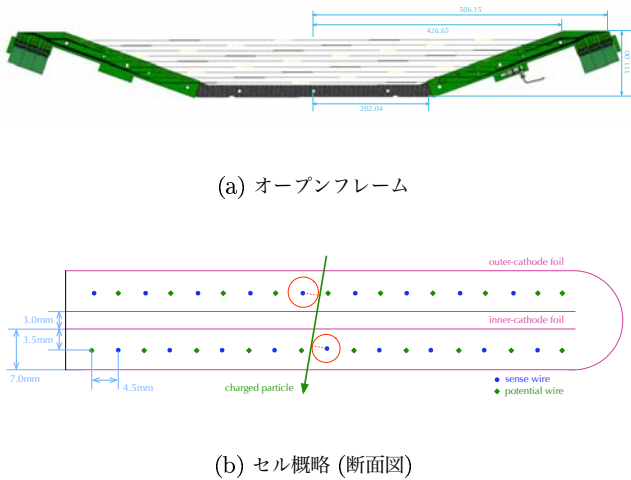 506.15
426.65
111.00
202.04
(a) オープンフレーム
outer-cathode foil
3.0mm
inner-cathode foil
3.5mm
7.0mm
4.5mm
charged particle
sense wire
potential wire
(b) セル概略 (断面図)